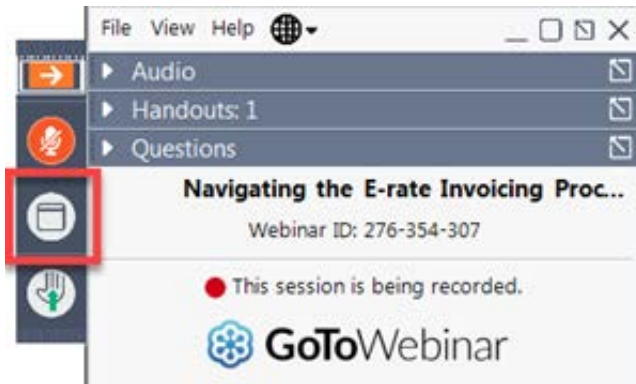 File View Help
Audio
Handouts: 1
Questions
Navigating the E-rate Invoicing Proc...
Webinar ID: 276-354-307
This session is being recorded.
GoToWebinar